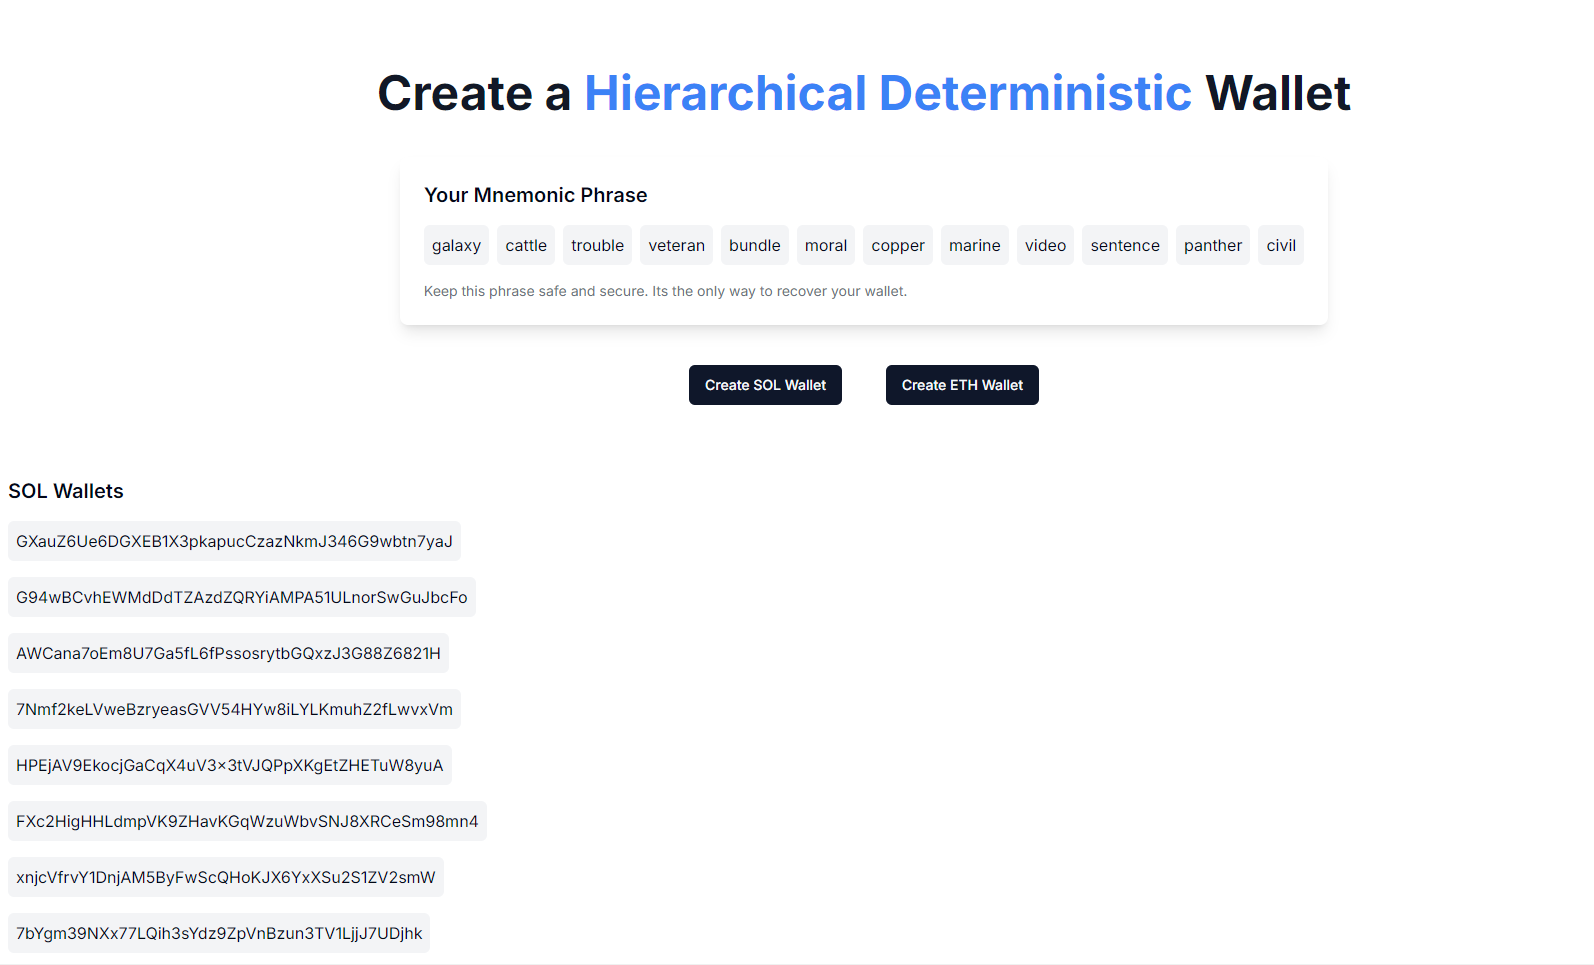 Create a Hierarchical Deterministic Wallet
Your Mnemonic Phrase
galaxy cattle trouble veteran bundle moral copper marine video sentence panther civil
Keep this phrase safe and secure. Its the only way to recover your wallet.
Create SOL Wallet Create ETH Wallet
SOL Wallets
GXauZ6Ue6DGXEB1X3pkapucCzazNkmJ346G9wbtn7yaJ
G94wBCvhEWMdDdTZAzdZQRYiAMPA51ULnorSwGuJbcFo
AWCana7oEm8U7Ga5fL6fPssosrytbGQxzJ3G88Z6821H
7Nmf2keLVweBzryeasGVV54HYw8iLYLKmuhZ2fLwvxVm
HPEjAV9EkocjGaCqX4uV3×3tVJQPpXKgEtZHETuW8yuA
FXc2HigHHLdmpVK9ZHavKGqWzuWbvSNJ8XRCeSm98mn4
xnjcVfrvY1DnjAM5ByFwScQHoKJX6YxXSu2S1ZV2smW
7bYgm39NXx77LQih3sYdz9ZpVnBzun3TV1LjjJ7UDjhk